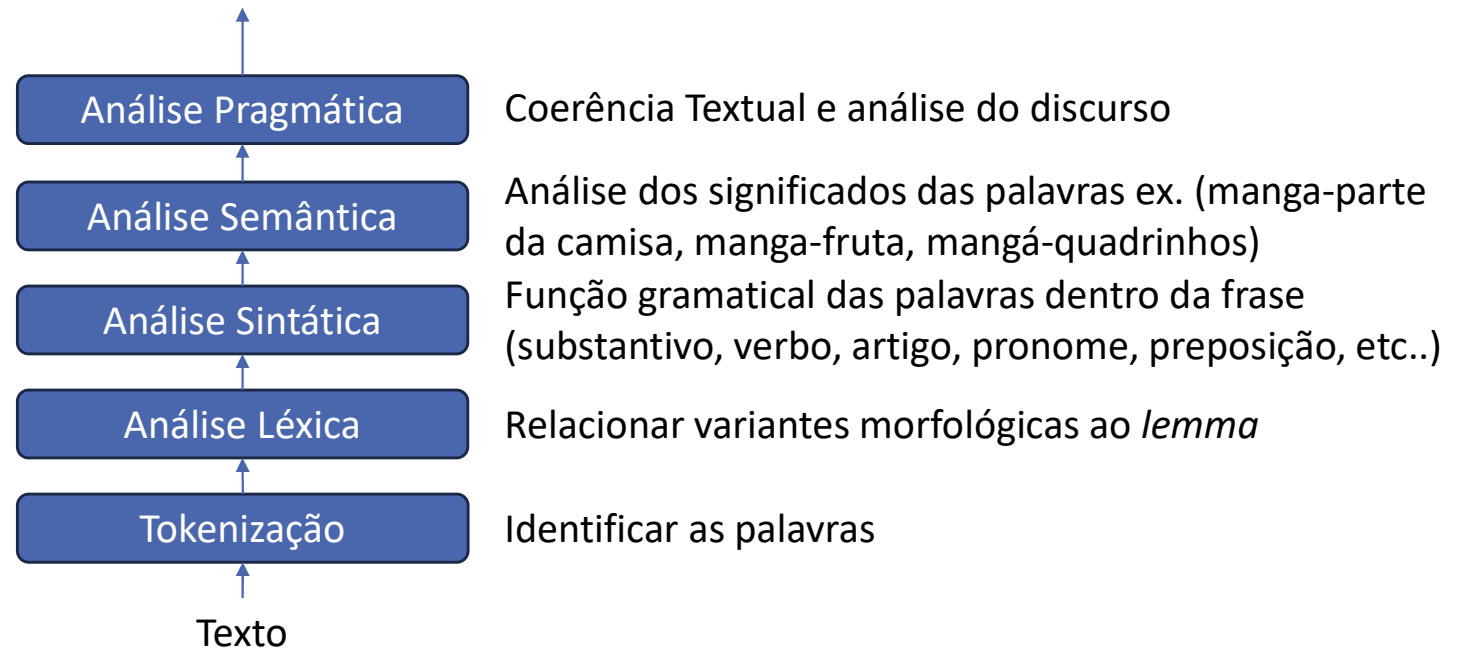 Análise Pragmática
Coerência Textual e análise do discurso
Análise Semântica
Análise dos significados das palavras ex. (manga-parte
da camisa, manga-fruta, mangá-quadrinhos)
Análise Sintática
Função gramatical das palavras dentro da frase
(substantivo, verbo, artigo, pronome, preposição, etc..)
Análise Léxica
Relacionar variantes morfológicas ao lemma
Tokenização
Identificar as palavras
Texto